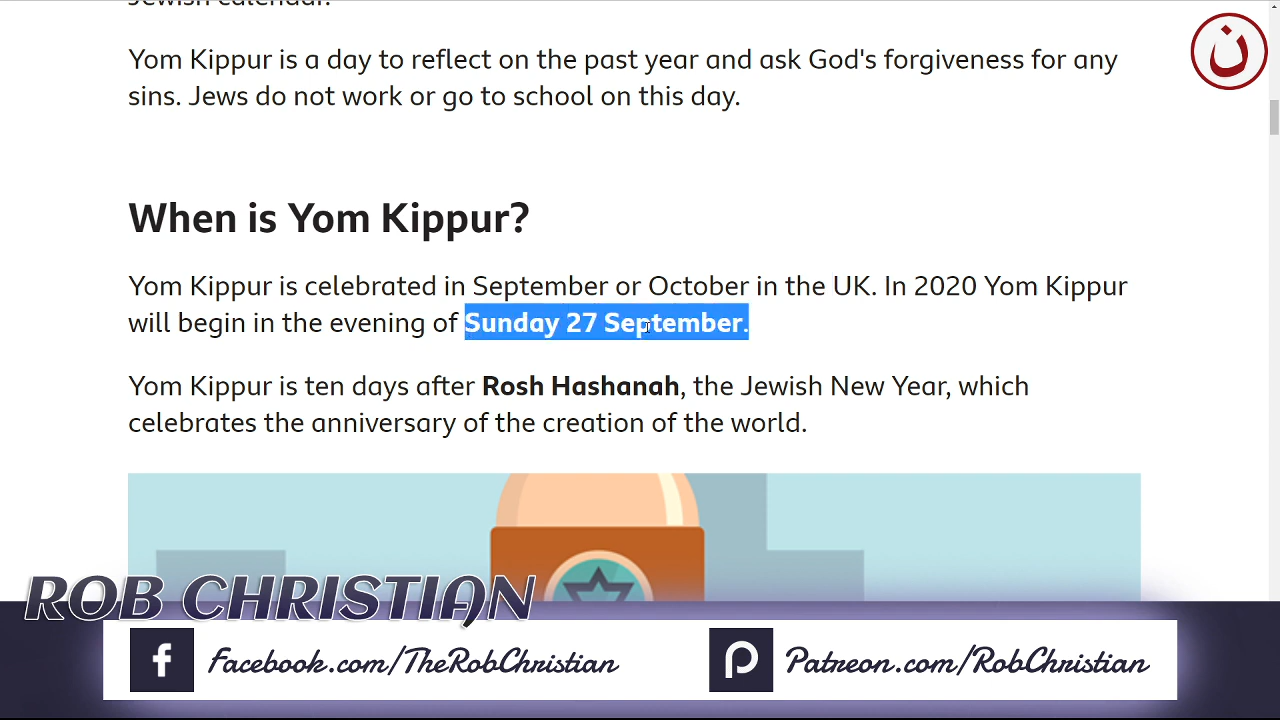 Jewish calendar.
ن
Yom Kippur is a day to reflect on the past year and ask God's forgiveness for any
sins. Jews do not work or go to school on this day.
When is Yom Kippur?
Yom Kippur is celebrated in September or October in the UK. In 2020 Yom Kippur
will begin in the evening of Sunday 27 September.
Yom Kippur is ten days after Rosh Hashanah, the Jewish New Year, which
celebrates the anniversary of the creation of the world.
ROB CHRISTIAN
Facebook.com/TheRobChristian
Patreon.com/RobChristian